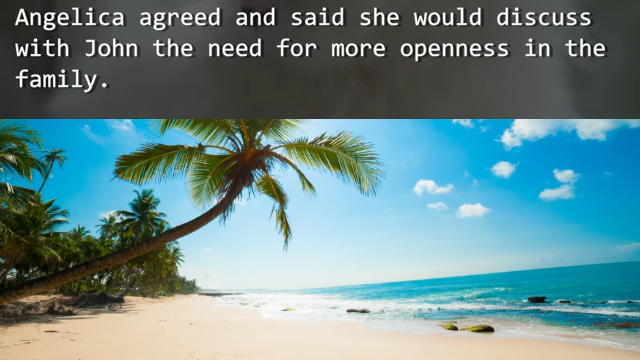 Angelica agreed and said she would discuss
with John the need for more openness in the
family.